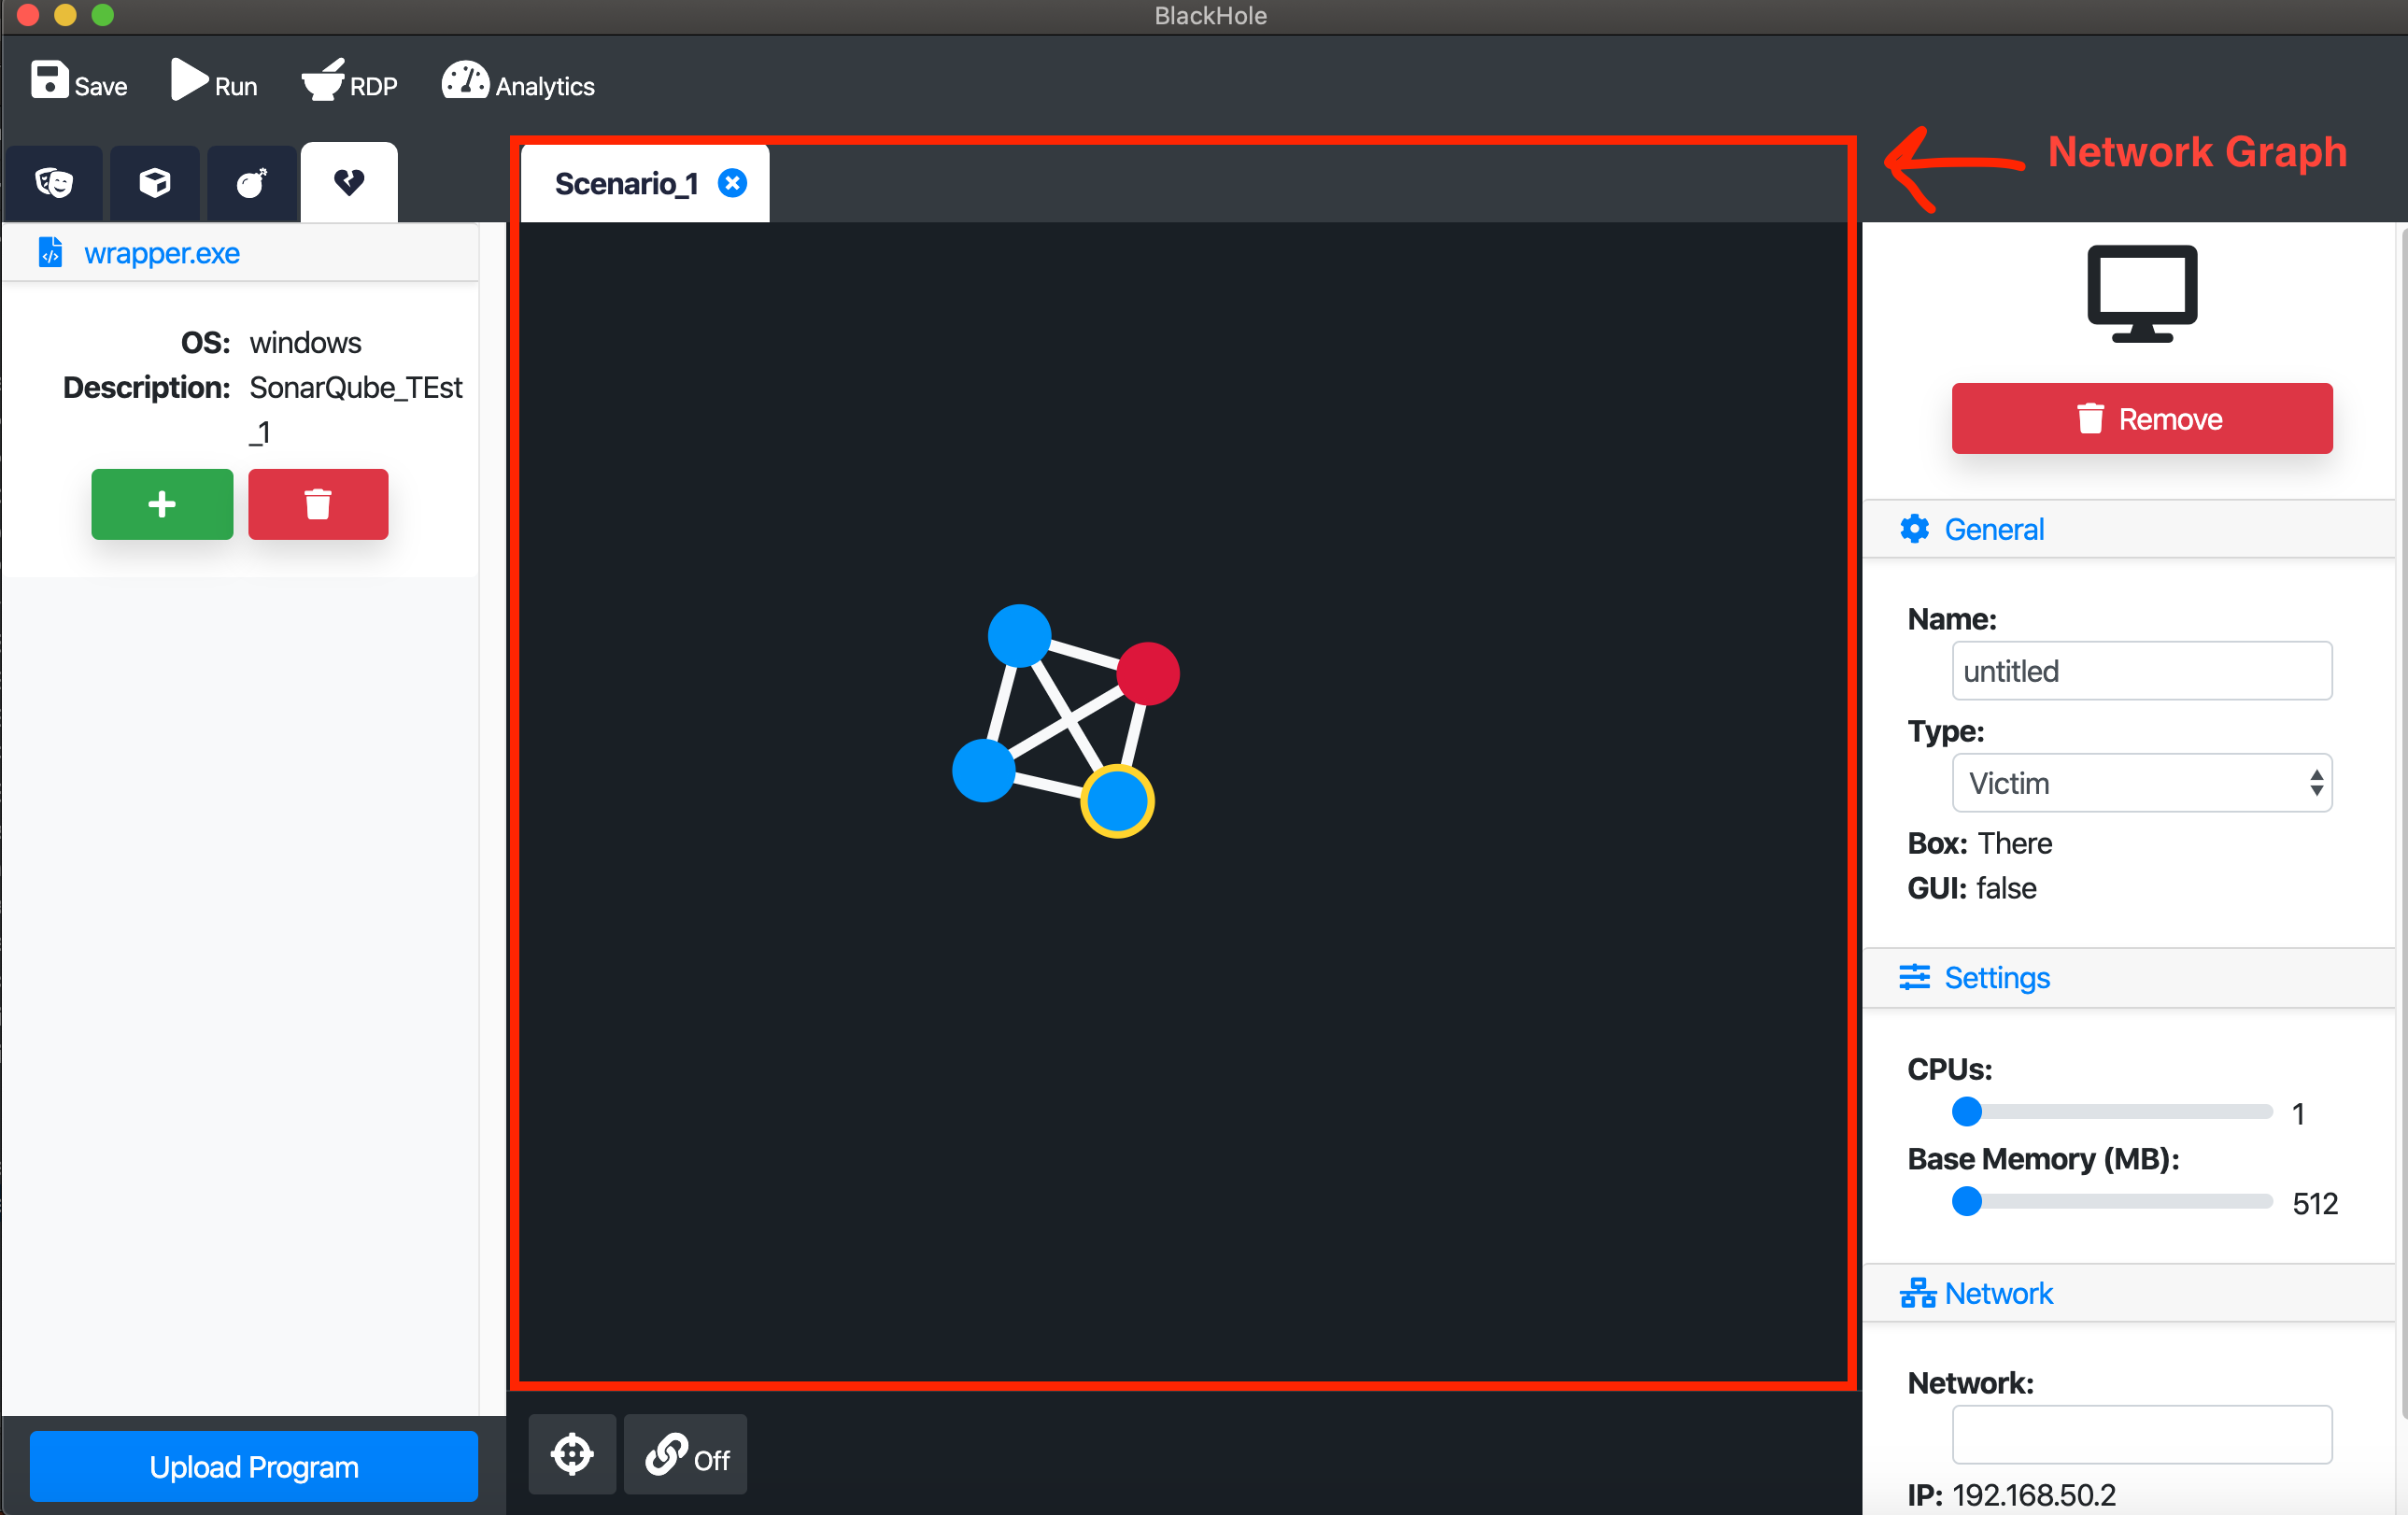 BlackHole
Save
Run
RDP
Analytics
Network Graph
Scenario_1
wrapper.exe
OS: windows
Description: SonarQube_TEst
_1
Upload Program
Off
Remove
General
Name:
untitled
Type:
Victim
Box: There
GUI: false
Settings
CPUs:
1
Base Memory (MB):
512
Network
Network:
IP: 192.168.50.2